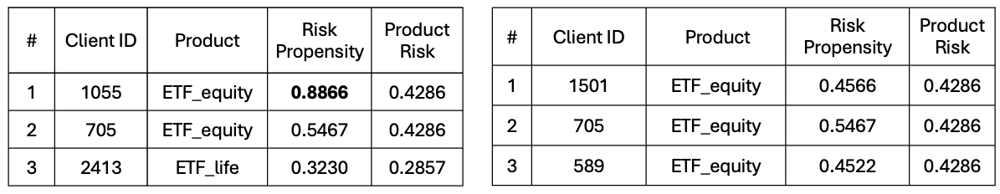 # Client ID Product Risk Propensity Product Risk
1 1055 ETF_equity 0.8866 0.4286
2 705 ETF_equity 0.5467 0.4286
3 2413 ETF_life 0.3230 0.2857
# Client ID Product Risk Propensity Product Risk
1 1501 ETF_equity 0.4566 0.4286
2 705 ETF_equity 0.5467 0.4286
3 589 ETF_equity 0.4522 0.4286